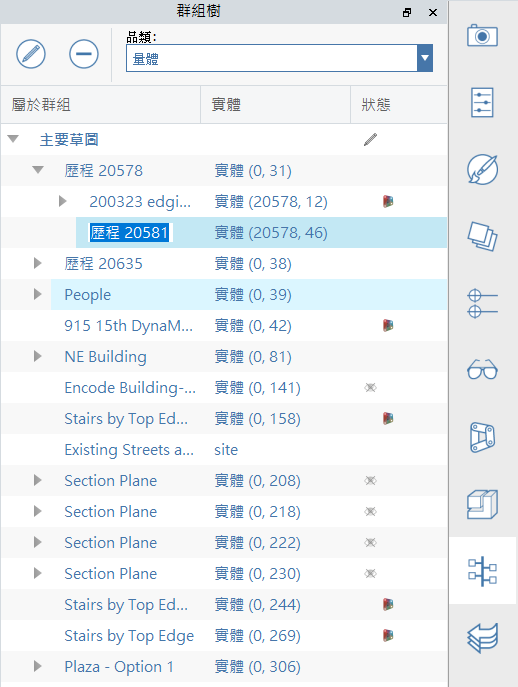 群組樹
品類:
量體
屬於群組 實體 狀態
主要草圖
歷程 20578 實體 (0, 31)
200323 edgi... 實體 (20578, 12)
歷程 20581 實體 (20578, 46)
歷程 20635 實體 (0, 38)
People 實體 (0, 39)
915 15th DynaM... 實體 (0, 42)
NE Building 實體 (0, 81)
Encode Building-... 實體 (0, 141)
Stairs by Top Ed... 實體 (0, 158)
Existing Streets a... site
Section Plane 實體 (0, 208)
Section Plane 實體 (0, 218)
Section Plane 實體 (0, 222)
Section Plane 實體 (0, 230)
Stairs by Top Ed... 實體 (0, 244)
Stairs by Top Edge 實體 (0, 269)
Plaza - Option 1 實體 (0, 306)